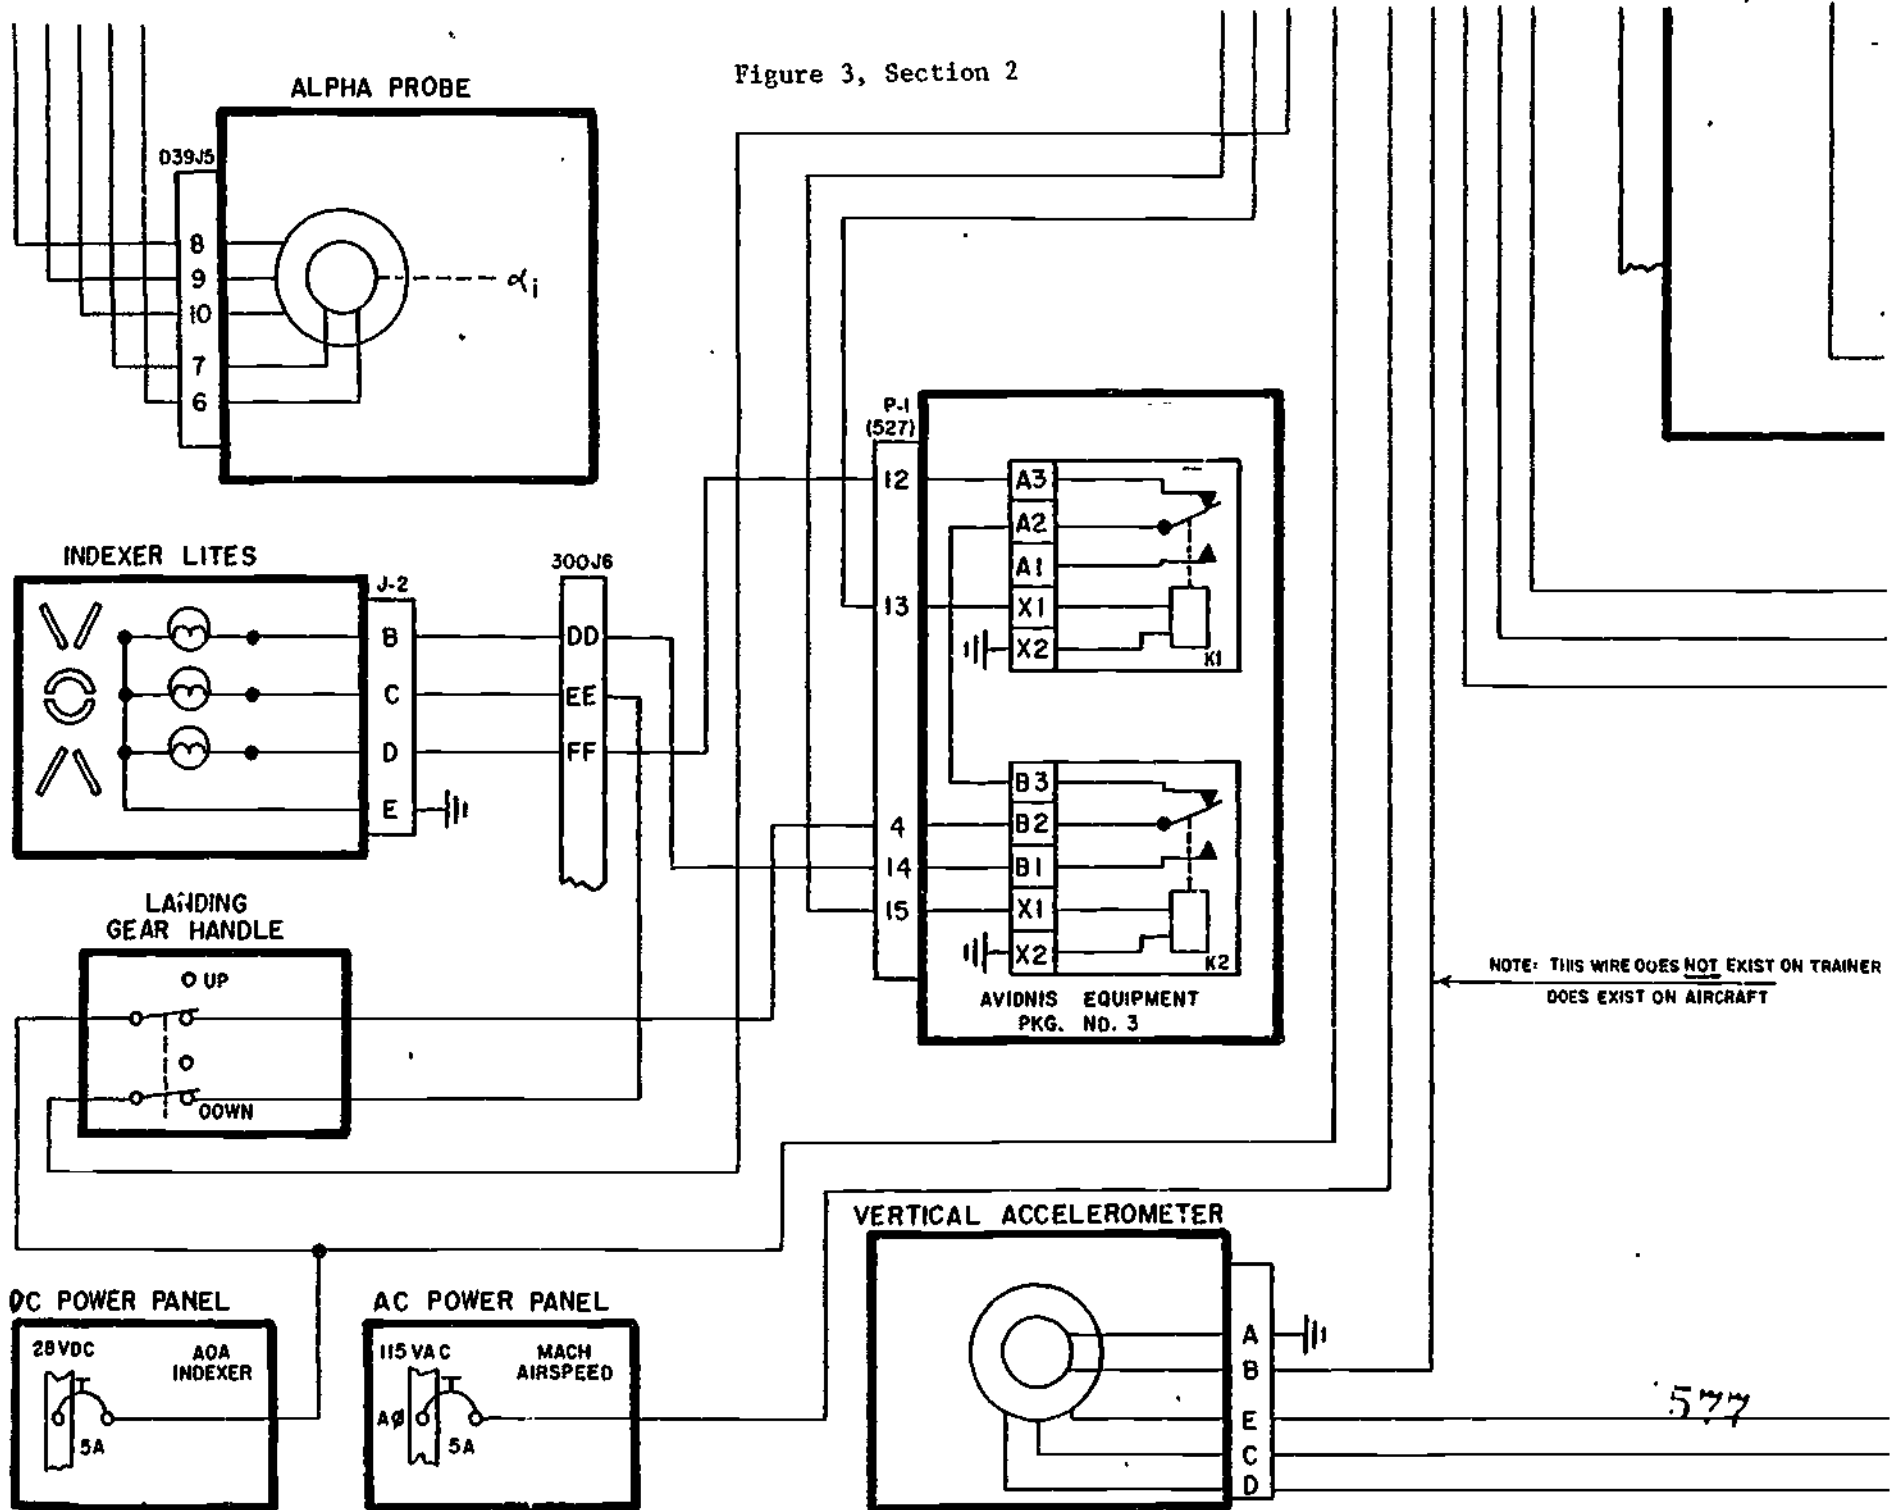 Figure 3, Section 2
ALPHA PROBE
D39J5
8
9
10
7
6
αi
P-1
(527)
12
13
4
14
15
A3
A2
A1
X1
X2
K1
B3
B2
B1
X1
X2
K2
AVIDNIS EQUIPMENT
PKG. NO. 3
INDEXER LITES
J-2
B
C
D
E
300J6
DD
EE
FF
LANDING
GEAR HANDLE
UP
DOWN
NOTE: THIS WIRE DOES NOT EXIST ON TRAINER
DOES EXIST ON AIRCRAFT
DC POWER PANEL
28VDC
AOA
INDEXER
5A
AC POWER PANEL
115 VAC
MACH
AIRSPEED
AØ
5A
VERTICAL ACCELEROMETER
A
B
E
C
D
577